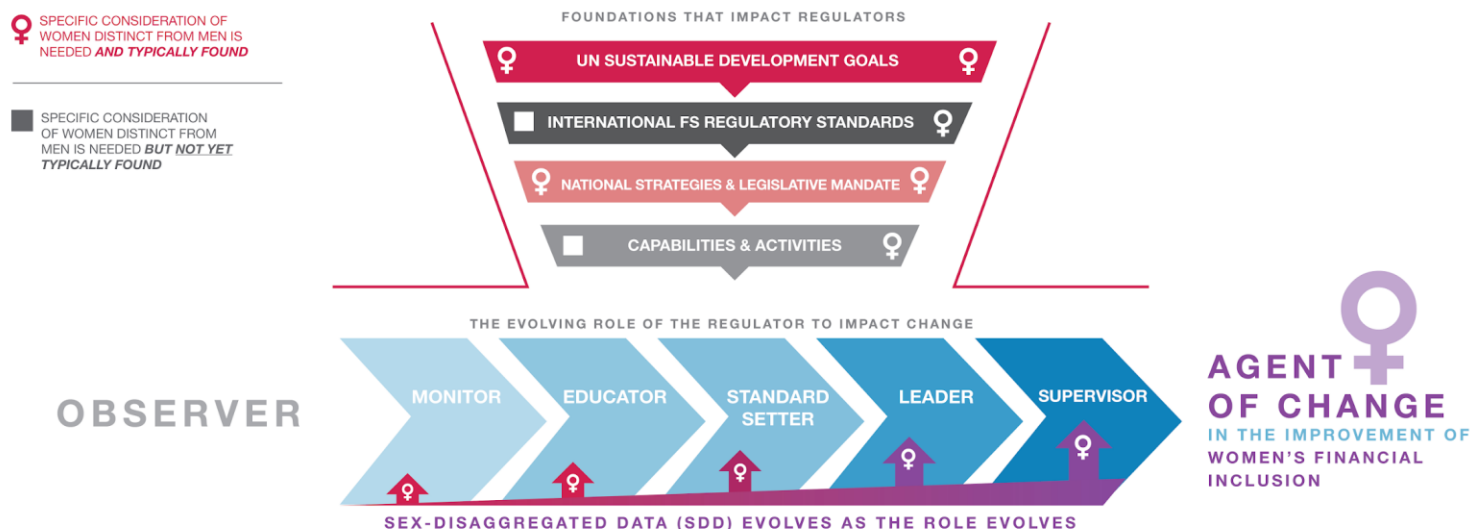 SPECIFIC CONSIDERATION OF
WOMEN DISTINCT FROM MEN IS
NEEDED AND TYPICALLY FOUND
SPECIFIC CONSIDERATION
OF WOMEN DISTINCT FROM
MEN IS NEEDED BUT NOT YET
TYPICALLY FOUND
FOUNDATIONS THAT IMPACT REGULATORS
UN SUSTAINABLE DEVELOPMENT GOALS
INTERNATIONAL FS REGULATORY STANDARDS
NATIONAL STRATEGIES & LEGISLATIVE MANDATE
CAPABILITIES & ACTIVITIES
THE EVOLVING ROLE OF THE REGULATOR TO IMPACT CHANGE
OBSERVER
MONITOR
EDUCATOR
STANDARD
SETTER
LEADER
SUPERVISOR
AGENT
OF CHANGE
IN THE IMPROVEMENT OF
WOMEN'S FINANCIAL
INCLUSION
SEX-DISAGGREGATED DATA (SDD) EVOLVES AS THE ROLE EVOLVES